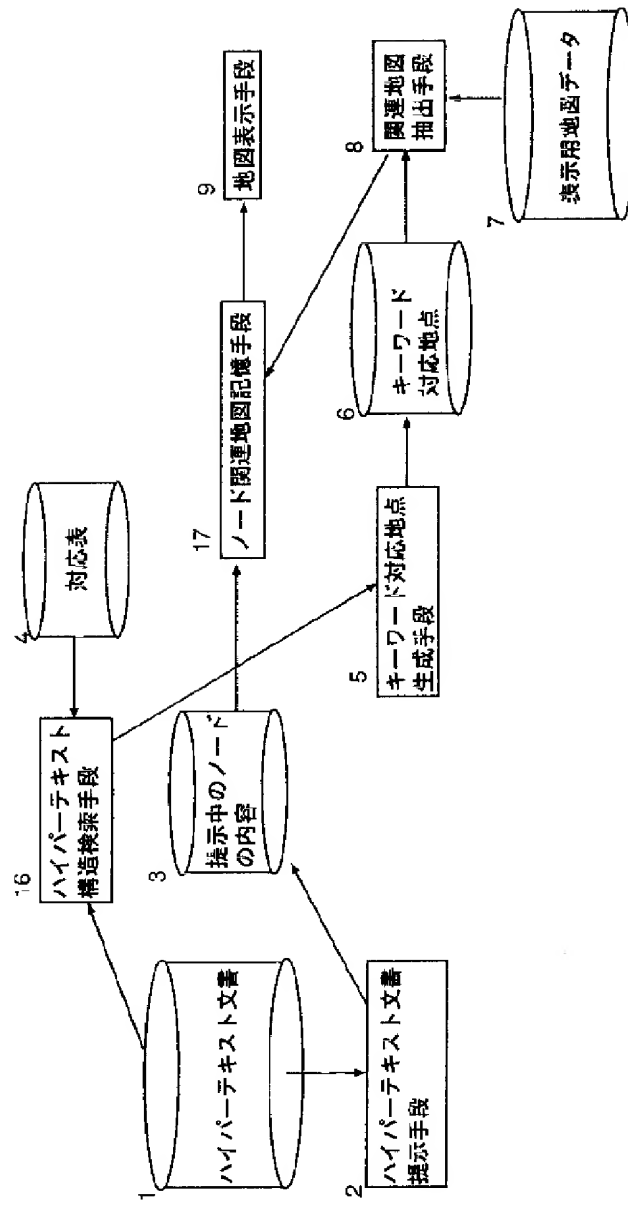 1
ハイパーテキスト文書
2
ハイパーテキスト文書
提示手段
16
ハイパーテキスト
構造検索手段
3
提示中のノード
の内容
4
対応表
5
キーワード対応地点
生成手段
17
ノード関連地図記憶手段
6
キーワード
対応地点
9
地図表示手段
8
関連地図
抽出手段
7
表示用地図データ